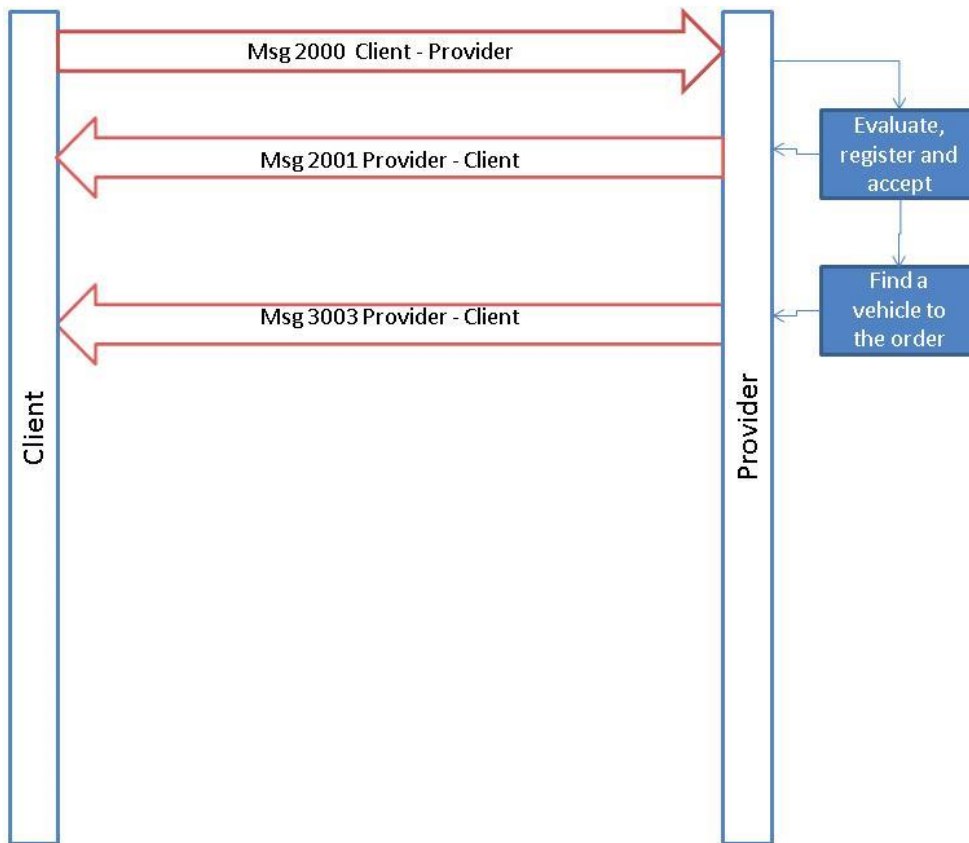 Msg 2000 Client - Provider
Evaluate,
register and
accept
Msg 2001 Provider - Client
Find a
vehicle to
the order
Msg 3003 Provider - Client
Client
Provider